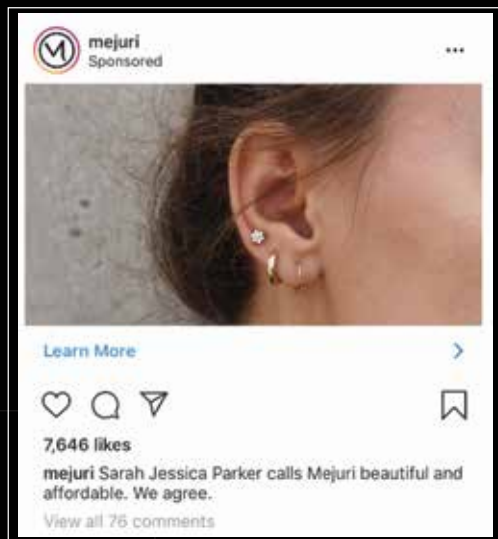 mejuri
Sponsored
Learn More
7,646 likes
mejuri Sarah Jessica Parker calls Mejuri beautiful and
affordable. We agree.
View all 76 comments